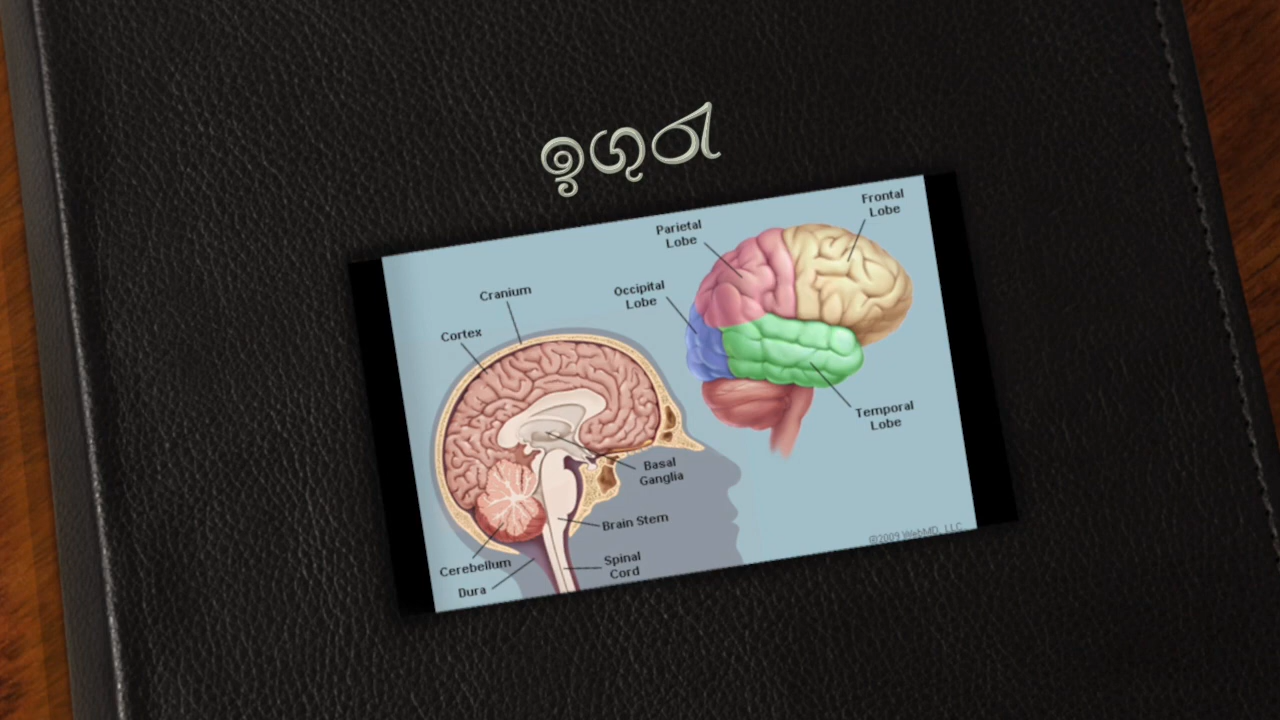 ඉගුරු
Frontal
Lobe
Parietal
Lobe
Occipital
Lobe
Cranium
Cortex
Temporal
Lobe
Basal
Ganglia
Brain Stem
Spinal
Cord
Cerebellum
Dura
©2009 WebMD, LLC.